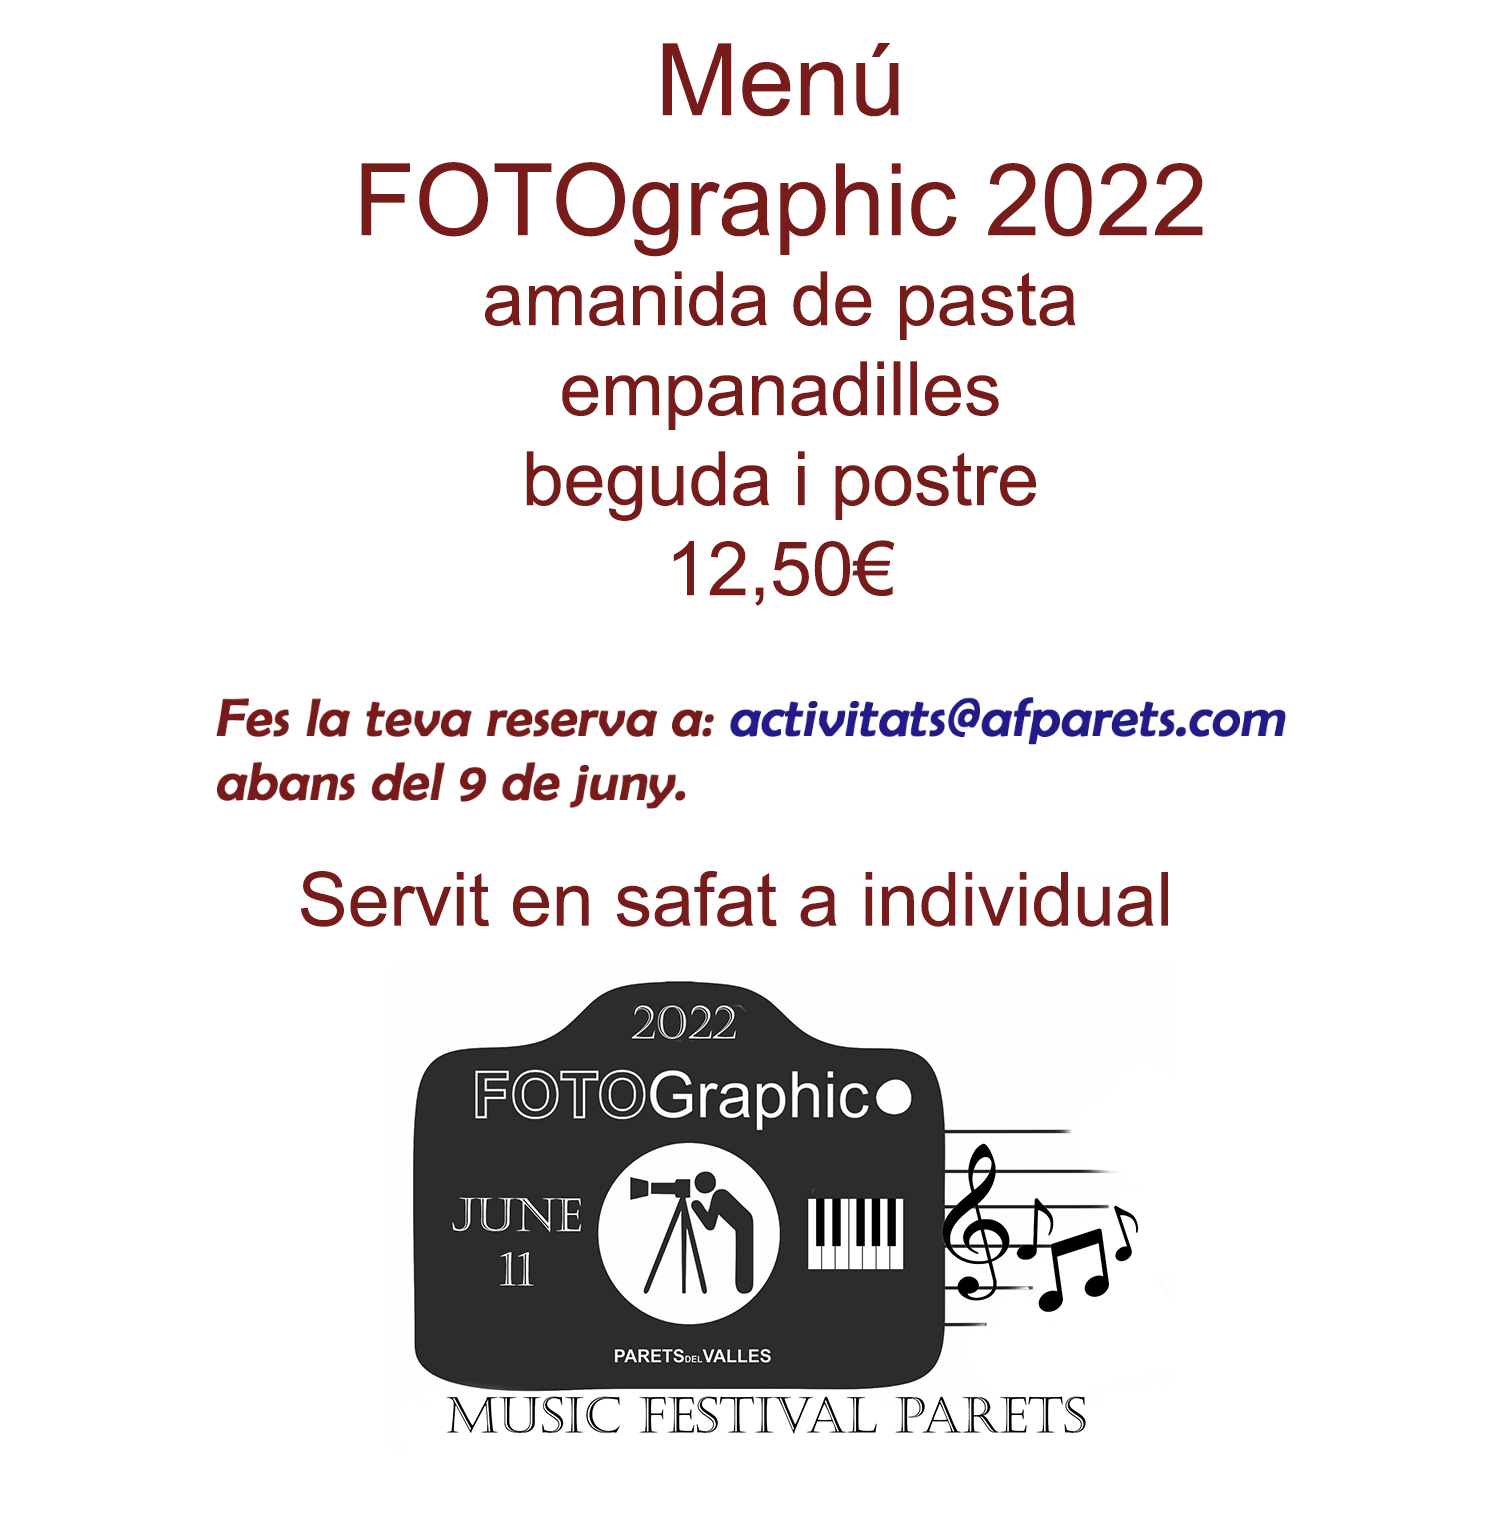 Menú
FOTOgraphic 2022
amanida de pasta
empanadilles
beguda i postre
12,50€
Fes la teva reserva a: activitats@afparets.com
abans del 9 de juny.
Servit en safat a individual
2022
FOTOGraphic
JUNE
11
PARETS DEL VALLES
MUSIC FESTIVAL PARETS